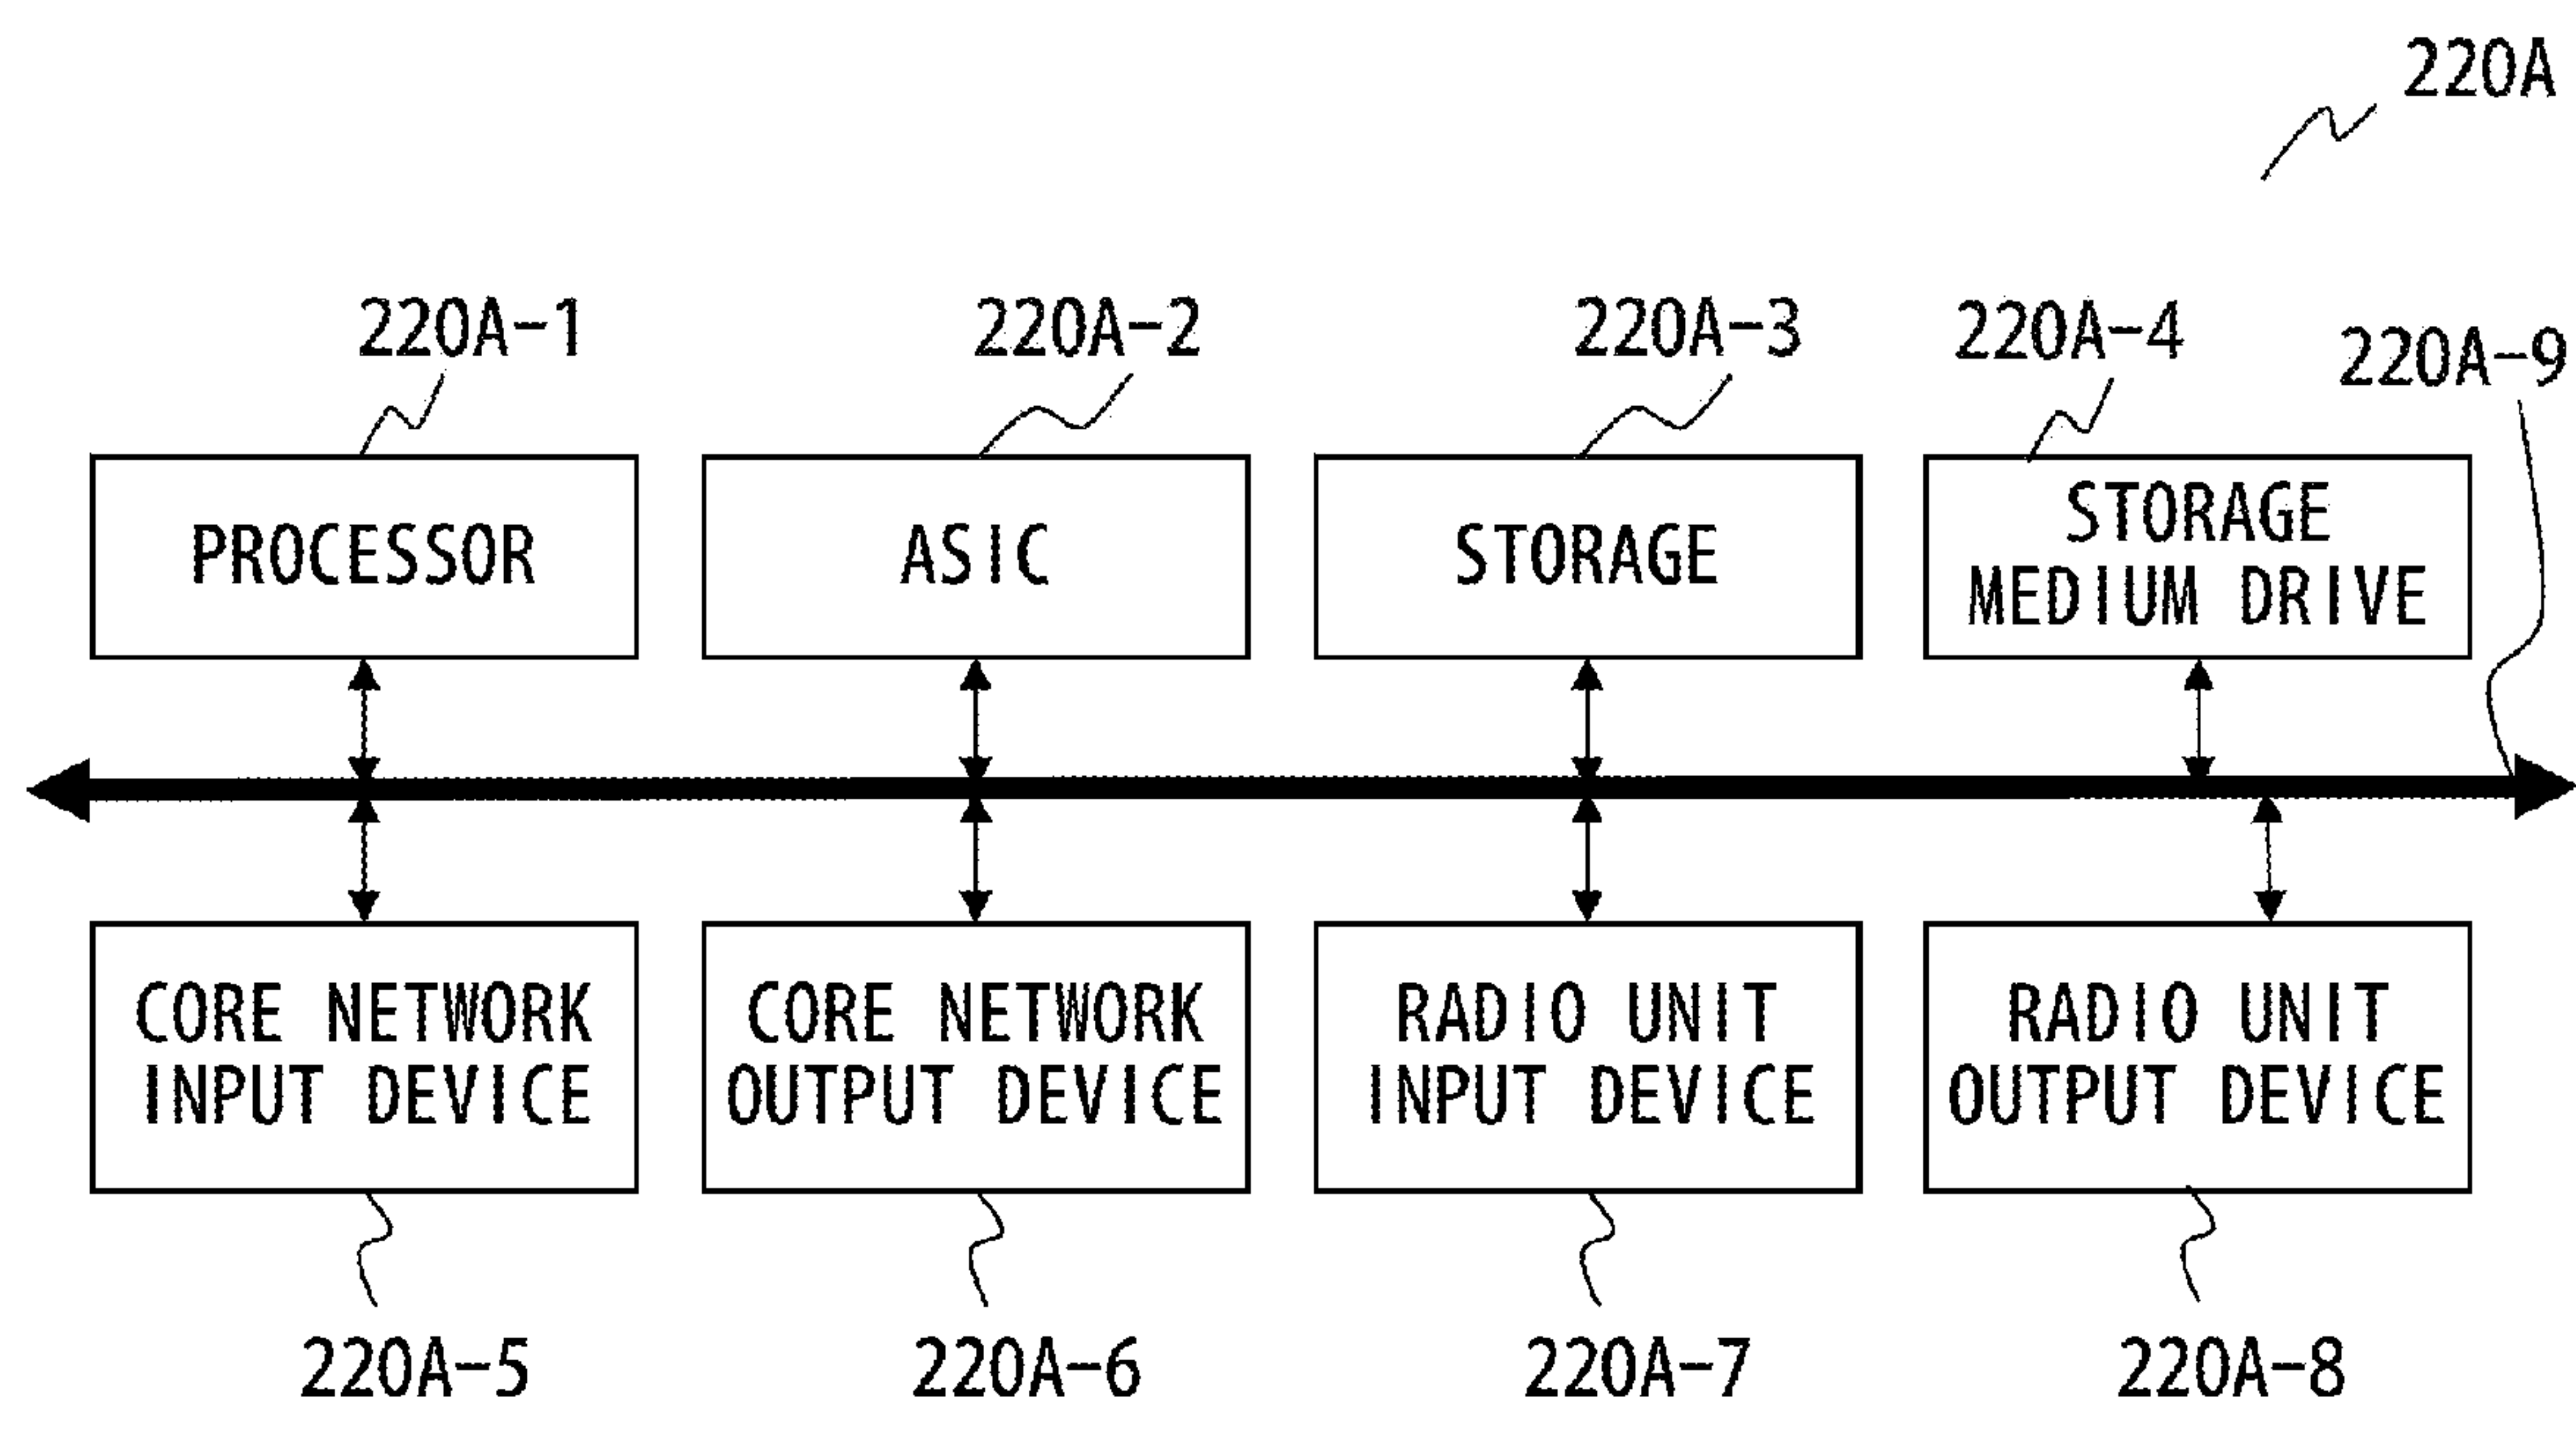 220A
220A-1
220A-2
220A-3
220A-4
220A-9
PROCESSOR
ASIC
STORAGE
STORAGE
MEDIUM DRIVE
CORE NETWORK
INPUT DEVICE
CORE NETWORK
OUTPUT DEVICE
RADIO UNIT
INPUT DEVICE
RADIO UNIT
OUTPUT DEVICE
220A-5
220A-6
220A-7
220A-8